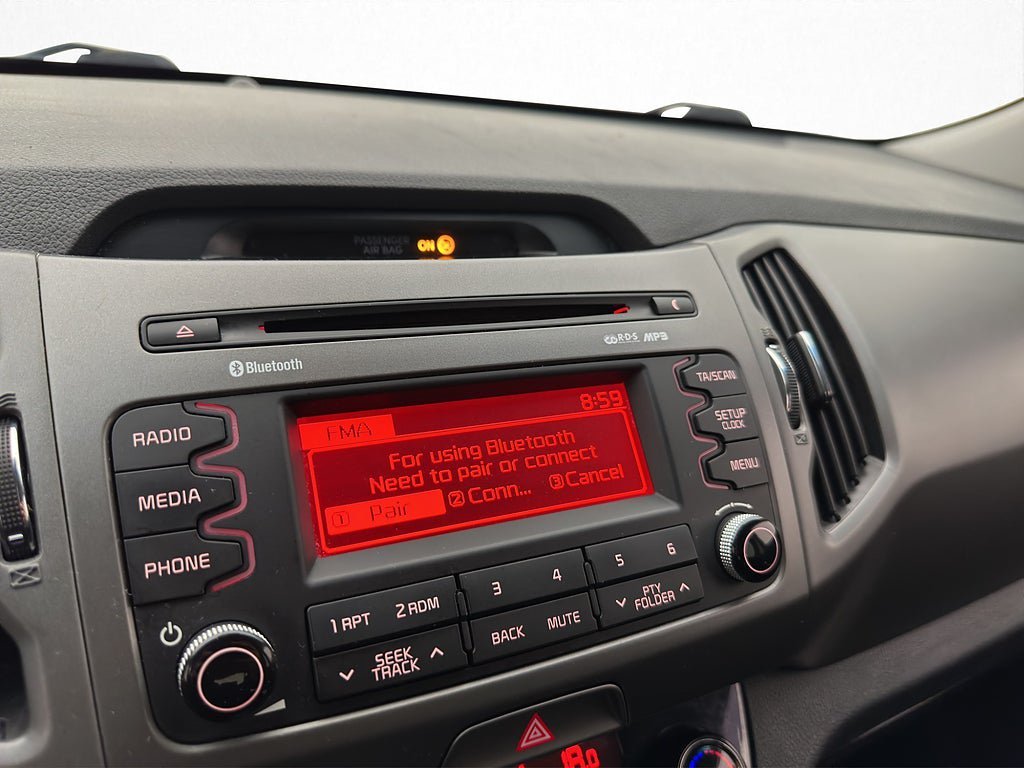 PASSENGER
AIR BAG ON
Bluetooth
R·D·S MP3
RADIO
MEDIA
PHONE
FMA 8:59
For using Bluetooth
Need to pair or connect
1 Pair 2 Conn... 3 Cancel
TA/SCAN
SETUP
CLOCK
MENU
1 RPT 2 RDM 3 4 5 6
SEEK
TRACK
BACK MUTE
PTY
FOLDER
18.0